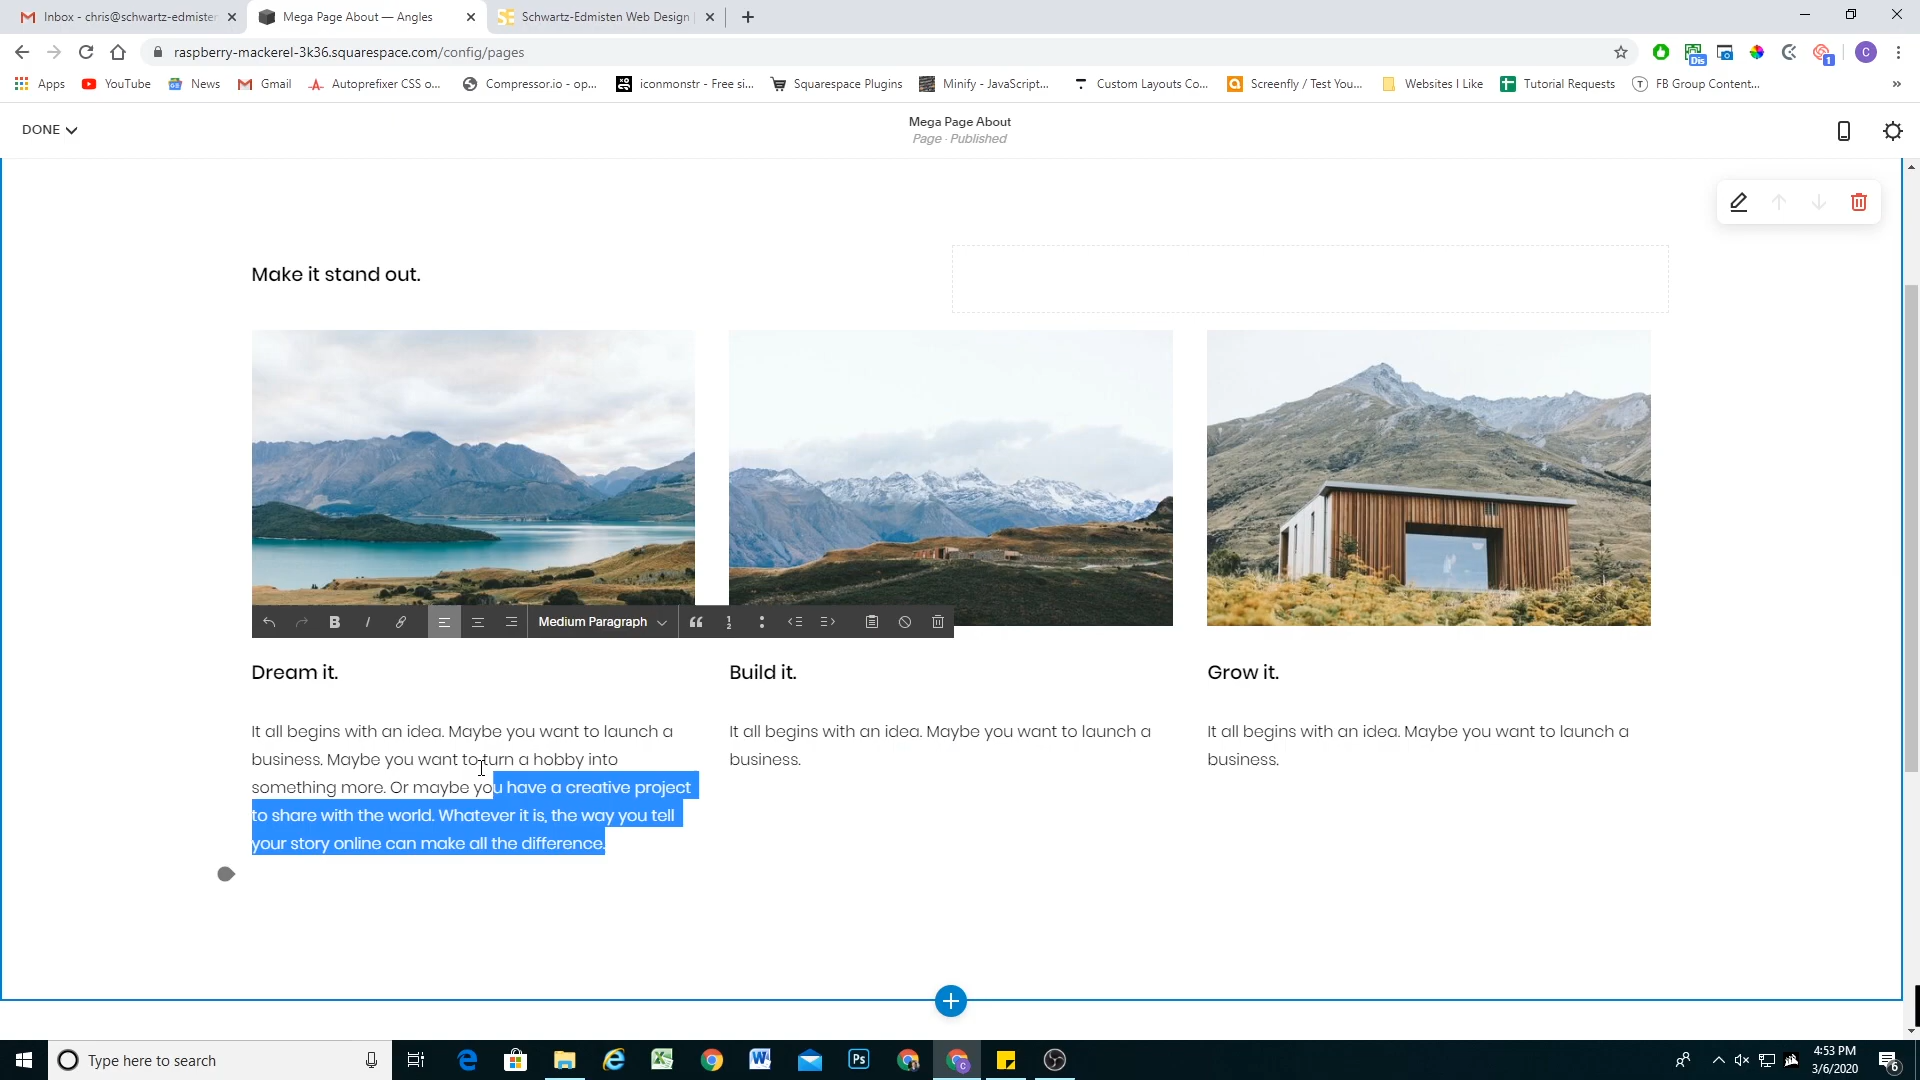 Inbox - chris@schwartz-edmister
Mega Page About — Angles
Schwartz-Edmisten Web Design
raspberry-mackerel-3k36.squarespace.com/config/pages
Apps
YouTube
News
Gmail
Autoprefixer CSS o...
Compressor.io - op...
iconmonstr - Free si...
Squarespace Plugins
Minify - JavaScript...
Custom Layouts Co...
Screenfly / Test You...
Websites I Like
Tutorial Requests
FB Group Content...
Dis
1
C
DONE
Mega Page About
Page · Published
Make it stand out.
B I
Medium Paragraph
Dream it.
It all begins with an idea. Maybe you want to launch a
business. Maybe you want to turn a hobby into
something more. Or maybe you have a creative project
to share with the world. Whatever it is, the way you tell
your story online can make all the difference.
Build it.
It all begins with an idea. Maybe you want to launch a
business.
Grow it.
It all begins with an idea. Maybe you want to launch a
business.
Type here to search
Ps
4:53 PM
3/6/2020
6